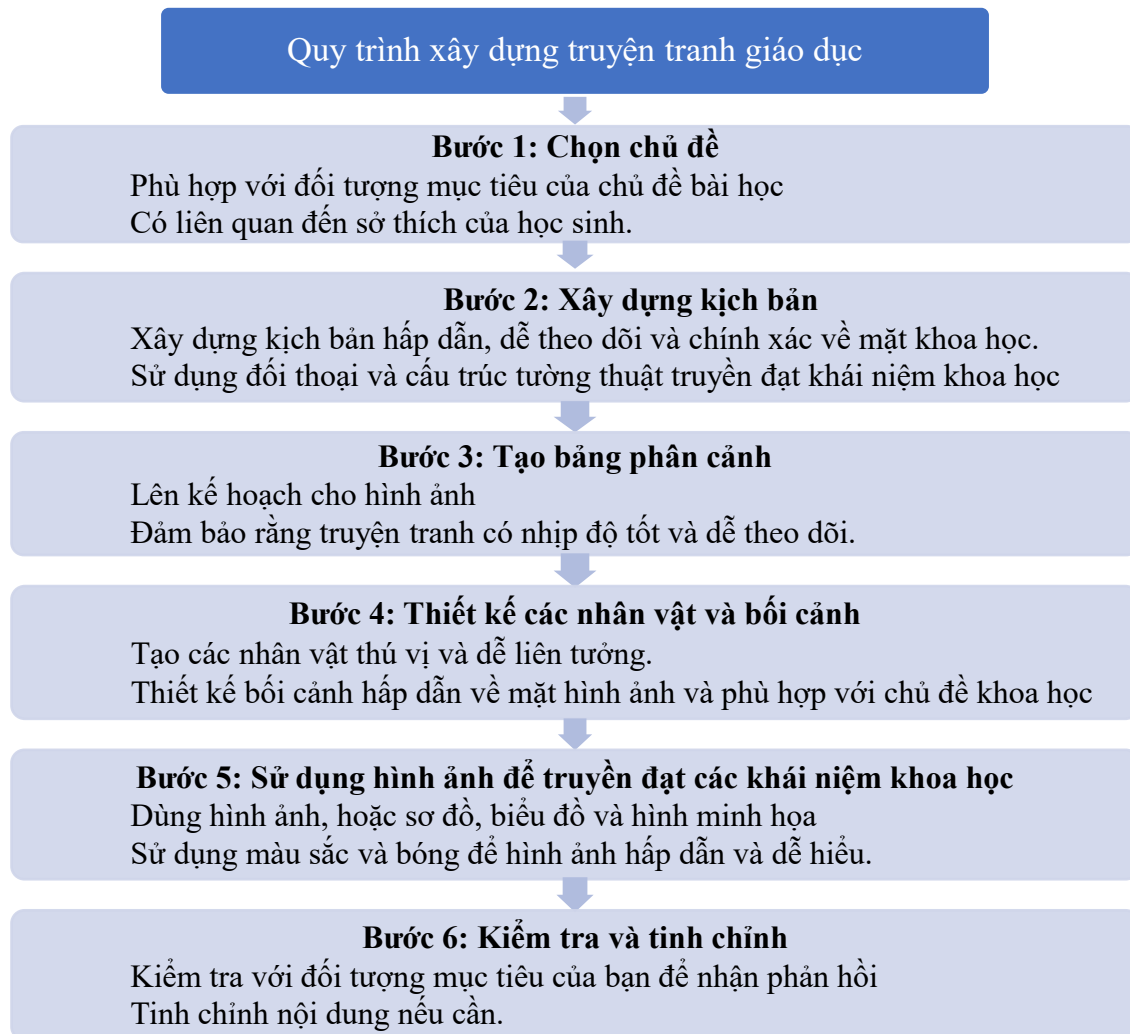 Quy trình xây dựng truyện tranh giáo dục
Bước 1: Chọn chủ đề
Phù hợp với đối tượng mục tiêu của chủ đề bài học
Có liên quan đến sở thích của học sinh.
Bước 2: Xây dựng kịch bản
Xây dựng kịch bản hấp dẫn, dễ theo dõi và chính xác về mặt khoa học.
Sử dụng đối thoại và cấu trúc tường thuật truyền đạt khái niệm khoa học
Bước 3: Tạo bảng phân cảnh
Lên kế hoạch cho hình ảnh
Đảm bảo rằng truyện tranh có nhịp độ tốt và dễ theo dõi.
Bước 4: Thiết kế các nhân vật và bối cảnh
Tạo các nhân vật thú vị và dễ liên tưởng.
Thiết kế bối cảnh hấp dẫn về mặt hình ảnh và phù hợp với chủ đề khoa học
Bước 5: Sử dụng hình ảnh để truyền đạt các khái niệm khoa học
Dùng hình ảnh, hoặc sơ đồ, biểu đồ và hình minh họa
Sử dụng màu sắc và bóng để hình ảnh hấp dẫn và dễ hiểu.
Bước 6: Kiểm tra và tinh chỉnh
Kiểm tra với đối tượng mục tiêu của bạn để nhận phản hồi
Tinh chỉnh nội dung nếu cần.